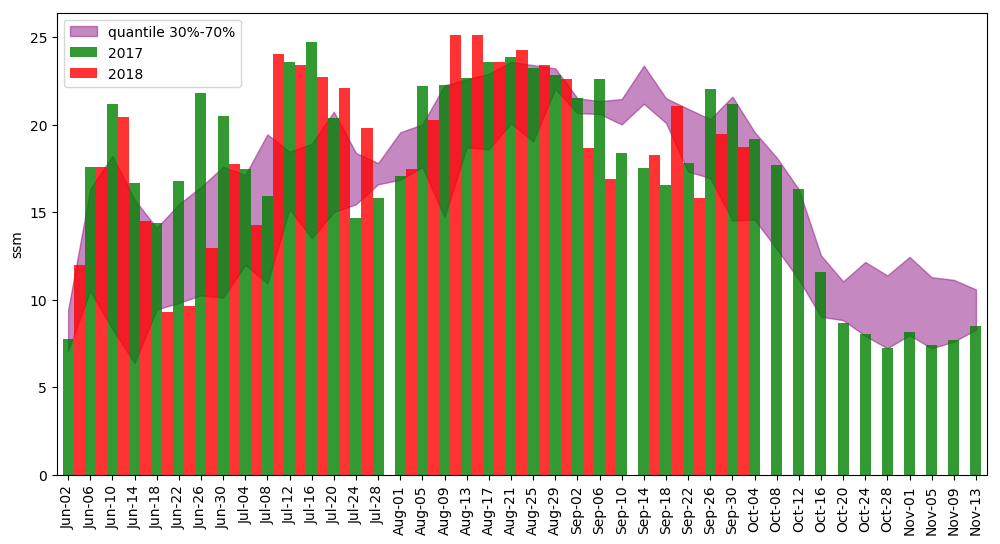 quantile 30%-70%
2017
2018
ssm
25
20
15
10
5
0
Jun-02
Jun-06
Jun-10
Jun-14
Jun-18
Jun-22
Jun-26
Jun-30
Jul-04
Jul-08
Jul-12
Jul-16
Jul-20
Jul-24
Jul-28
Aug-01
Aug-05
Aug-09
Aug-13
Aug-17
Aug-21
Aug-25
Aug-29
Sep-02
Sep-06
Sep-10
Sep-14
Sep-18
Sep-22
Sep-26
Sep-30
Oct-04
Oct-08
Oct-12
Oct-16
Oct-20
Oct-24
Oct-28
Nov-01
Nov-05
Nov-09
Nov-13